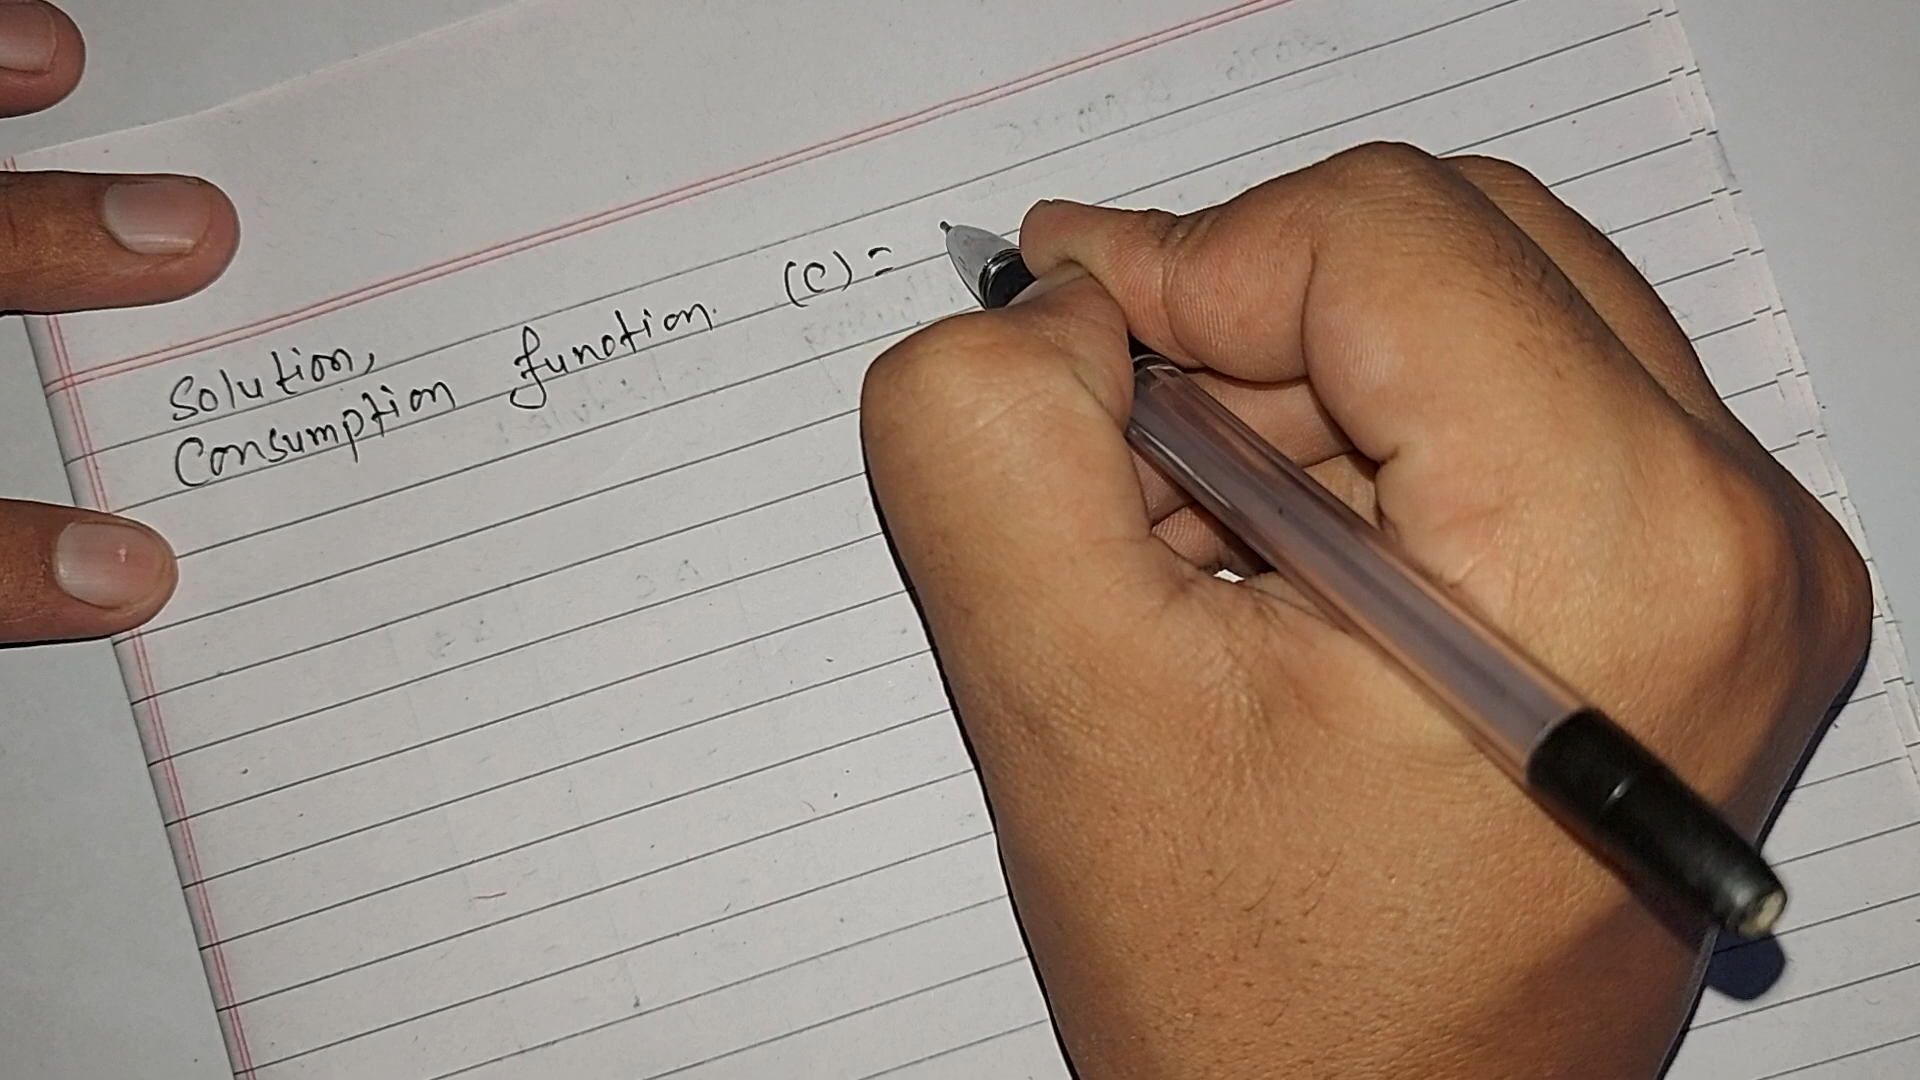 Solution,
Consumption function. (C) =